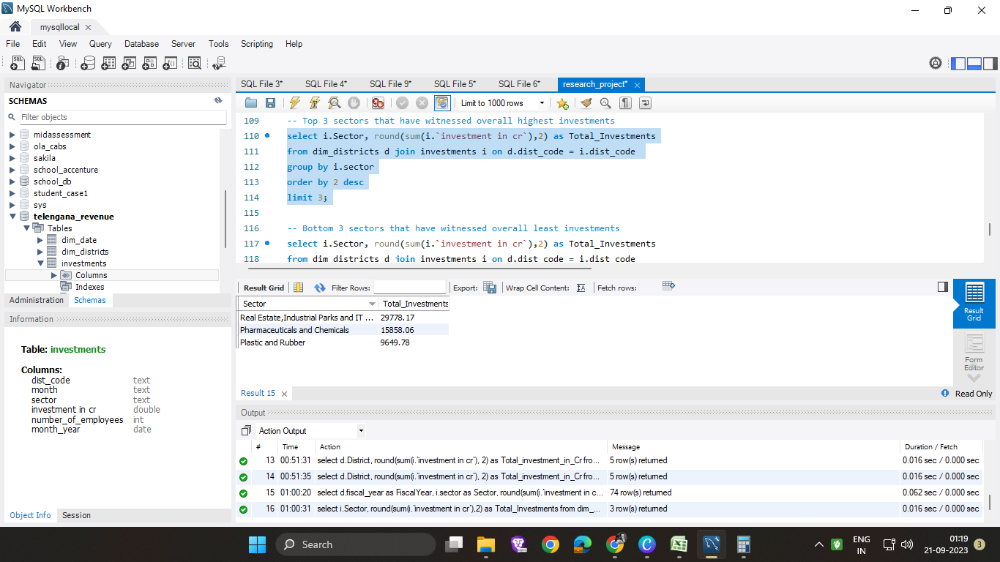 MySQL Workbench
mysqllocal
File Edit View Query Database Server Tools Scripting Help
Navigator
SCHEMAS
Filter objects
midassessment
ola_cabs
sakila
school_accenture
school_db
student_case1
sys
telengana_revenue
Tables
dim_date
dim_districts
investments
Columns
Indexes
Administration Schemas
Information
Table: investments
Columns:
dist_code text
month text
sector text
investment in cr double
number_of_employees int
month_year date
Object Info Session
SQL File 3* SQL File 4* SQL File 9* SQL File 5* SQL File 6* research_project*
Limit to 1000 rows
109 -- Top 3 sectors that have witnessed overall highest investments
110 select i.Sector, round(sum(i.`investment in cr`),2) as Total_Investments
111 from dim_districts d join investments i on d.dist_code = i.dist_code
112 group by i.sector
113 order by 2 desc
114 limit 3;
115
116 -- Bottom 3 sectors that have witnessed overall least investments
117 select i.Sector, round(sum(i.`investment in cr`),2) as Total_Investments
118 from dim_districts d join investments i on d.dist_code = i.dist_code
Result Grid Filter Rows: Export: Wrap Cell Content: Fetch rows:
Sector Total_Investments
Real Estate,Industrial Parks and IT ... 29778.17
Pharmaceuticals and Chemicals 15858.06
Plastic and Rubber 9649.78
Result Grid
Form Editor
Result 15
Read Only
Output
Action Output
# Time Action Message Duration / Fetch
13 00:51:31 select d.District, round(sum(i.`investment in cr`), 2) as Total_investment_in_Cr fro... 5 row(s) returned 0.016 sec / 0.000 sec
14 00:51:35 select d.District, round(sum(i.`investment in cr`), 2) as Total_investment_in_Cr fro... 5 row(s) returned 0.016 sec / 0.000 sec
15 01:00:20 select d.fiscal_year as FiscalYear, i.sector as Sector, round(sum(i.`investment in c... 74 row(s) returned 0.062 sec / 0.000 sec
16 01:00:31 select i.Sector, round(sum(i.`investment in cr`),2) as Total_Investments from dim_... 3 row(s) returned 0.016 sec / 0.000 sec
Search
ENG
IN
01:19
21-09-2023
3